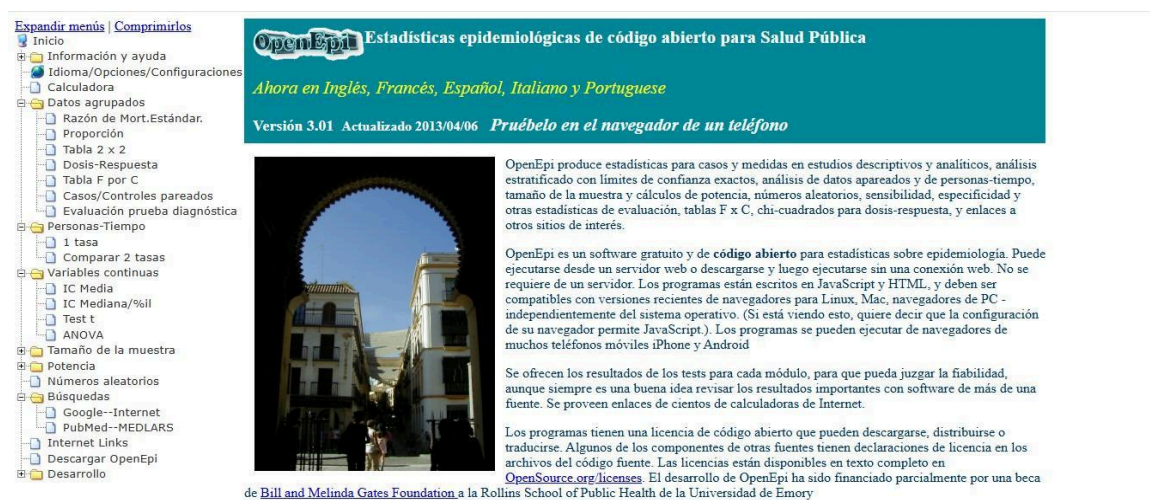 Expandir menús | Comprimirlos
Inicio
Información y ayuda
Idioma/Opciones/Configuraciones
Calculadora
Datos agrupados
Razón de Mort.Estándar.
Proporción
Tabla 2 x 2
Dosis-Respuesta
Tabla F por C
Casos/Controles pareados
Evaluación prueba diagnóstica
Personas-Tiempo
1 tasa
Comparar 2 tasas
Variables continuas
IC Media
IC Mediana/%il
Test t
ANOVA
Tamaño de la muestra
Potencia
Números aleatorios
Búsquedas
Google--Internet
PubMed--MEDLARS
Internet Links
Descargar OpenEpi
Desarrollo
OpenEpi Estadísticas epidemiológicas de código abierto para Salud Pública
Ahora en Inglés, Francés, Español, Italiano y Portuguese
Versión 3.01 Actualizado 2013/04/06 Pruébelo en el navegador de un teléfono
OpenEpi produce estadísticas para casos y medidas en estudios descriptivos y analíticos, análisis
estratificado con límites de confianza exactos, análisis de datos apareados y de personas-tiempo,
tamaño de la muestra y cálculos de potencia, números aleatorios, sensibilidad, especificidad y
otras estadísticas de evaluación, tablas F x C, chi-cuadrados para dosis-respuesta, y enlaces a
otros sitios de interés.
OpenEpi es un software gratuito y de código abierto para estadísticas sobre epidemiología. Puede
ejecutarse desde un servidor web o descargarse y luego ejecutarse sin una conexión web. No se
requiere de un servidor. Los programas están escritos en JavaScript y HTML, y deben ser
compatibles con versiones recientes de navegadores para Linux, Mac, navegadores de PC -
independientemente del sistema operativo. (Si está viendo esto, quiere decir que la configuración
de su navegador permite JavaScript.). Los programas se pueden ejecutar de navegadores de
muchos teléfonos móviles iPhone y Android
Se ofrecen los resultados de los tests para cada módulo, para que pueda juzgar la fiabilidad,
aunque siempre es una buena idea revisar los resultados importantes con software de más de una
fuente. Se proveen enlaces de cientos de calculadoras de Internet.
Los programas tienen una licencia de código abierto que pueden descargarse, distribuirse o
traducirse. Algunos de los componentes de otras fuentes tienen declaraciones de licencia en los
archivos del código fuente. Las licencias están disponibles en texto completo en
OpenSource.org/licenses. El desarrollo de OpenEpi ha sido financiado parcialmente por una beca
de Bill and Melinda Gates Foundation a la Rollins School of Public Health de la Universidad de Emory